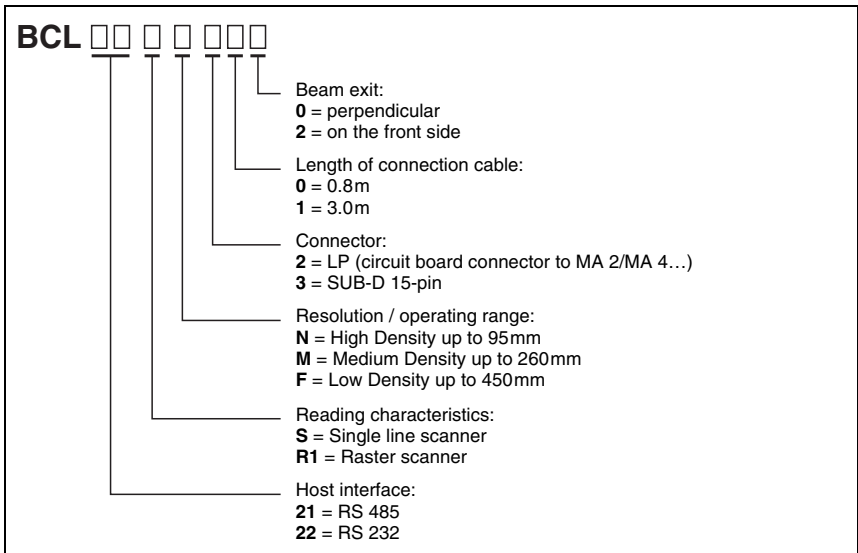 BCL □□ □ □ □□□
Beam exit:
0 = perpendicular
2 = on the front side
Length of connection cable:
0 = 0.8m
1 = 3.0m
Connector:
2 = LP (circuit board connector to MA 2/MA 4…)
3 = SUB-D 15-pin
Resolution / operating range:
N = High Density up to 95mm
M = Medium Density up to 260mm
F = Low Density up to 450mm
Reading characteristics:
S = Single line scanner
R1 = Raster scanner
Host interface:
21 = RS 485
22 = RS 232